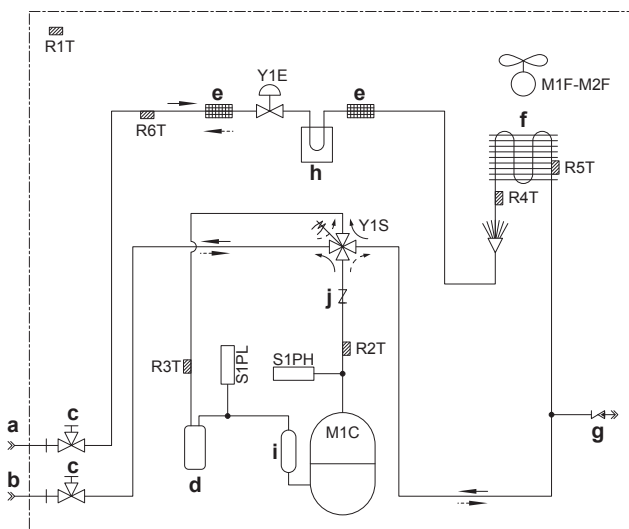 R1T
Y1E
M1F-M2F
e
e
f
R6T
h
R5T
R4T
Y1S
j
R3T
S1PL
S1PH
R2T
a
c
M1C
g
b
c
d
i